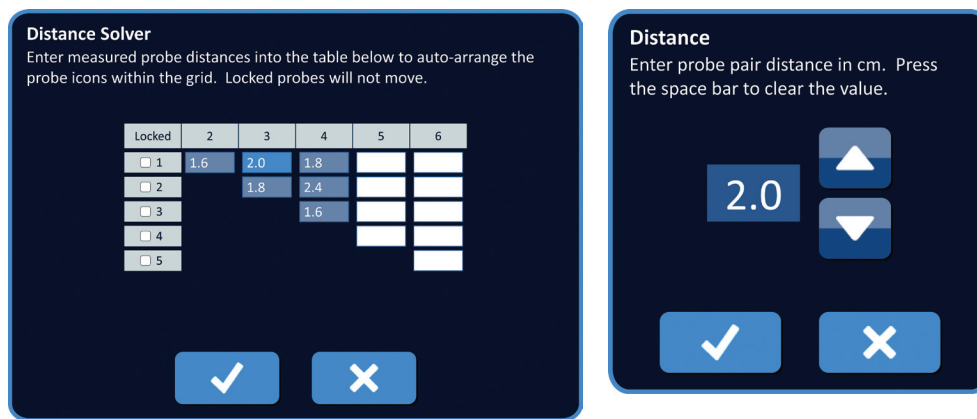 Distance Solver
Enter measured probe distances into the table below to auto-arrange the
probe icons within the grid.  Locked probes will not move.
Locked 2 3 4 5 6
1 1.6 2.0 1.8
2 1.8 2.4
3 1.6
4
5
Distance
Enter probe pair distance in cm.  Press
the space bar to clear the value.
2.0